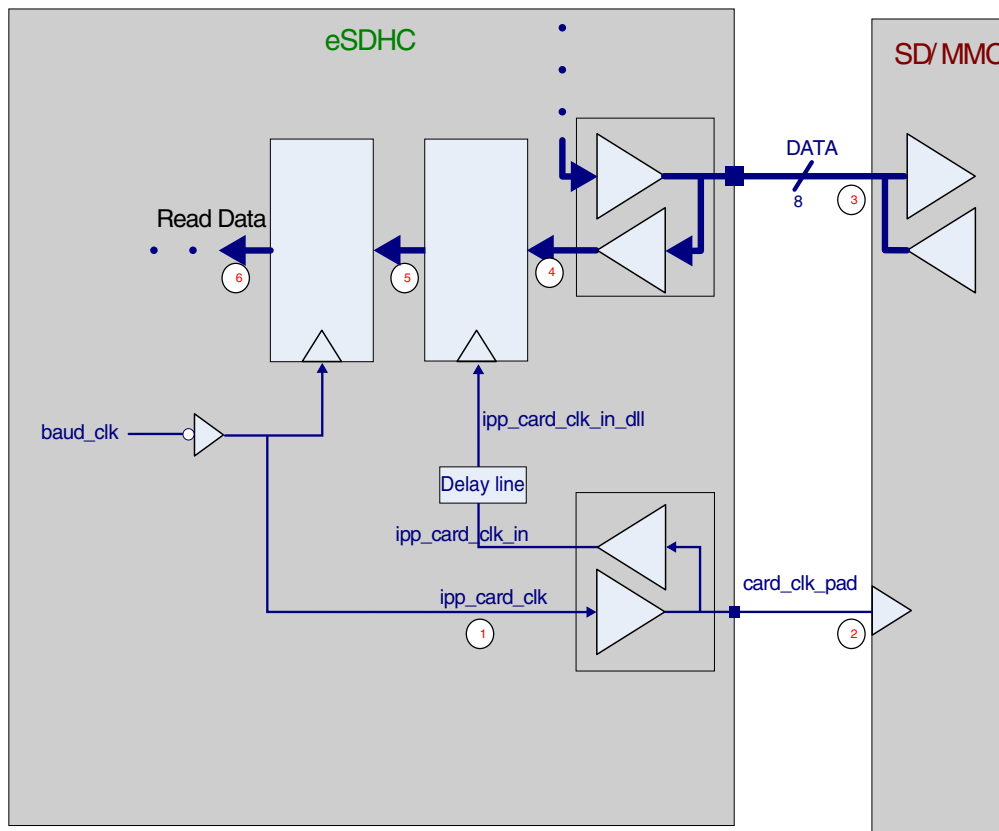 eSDHC
SD/MMC
DATA
8
3
Read Data
6
5
4
baud_clk
ipp_card_clk_in_dll
Delay line
ipp_card_clk_in
ipp_card_clk
1
card_clk_pad
2